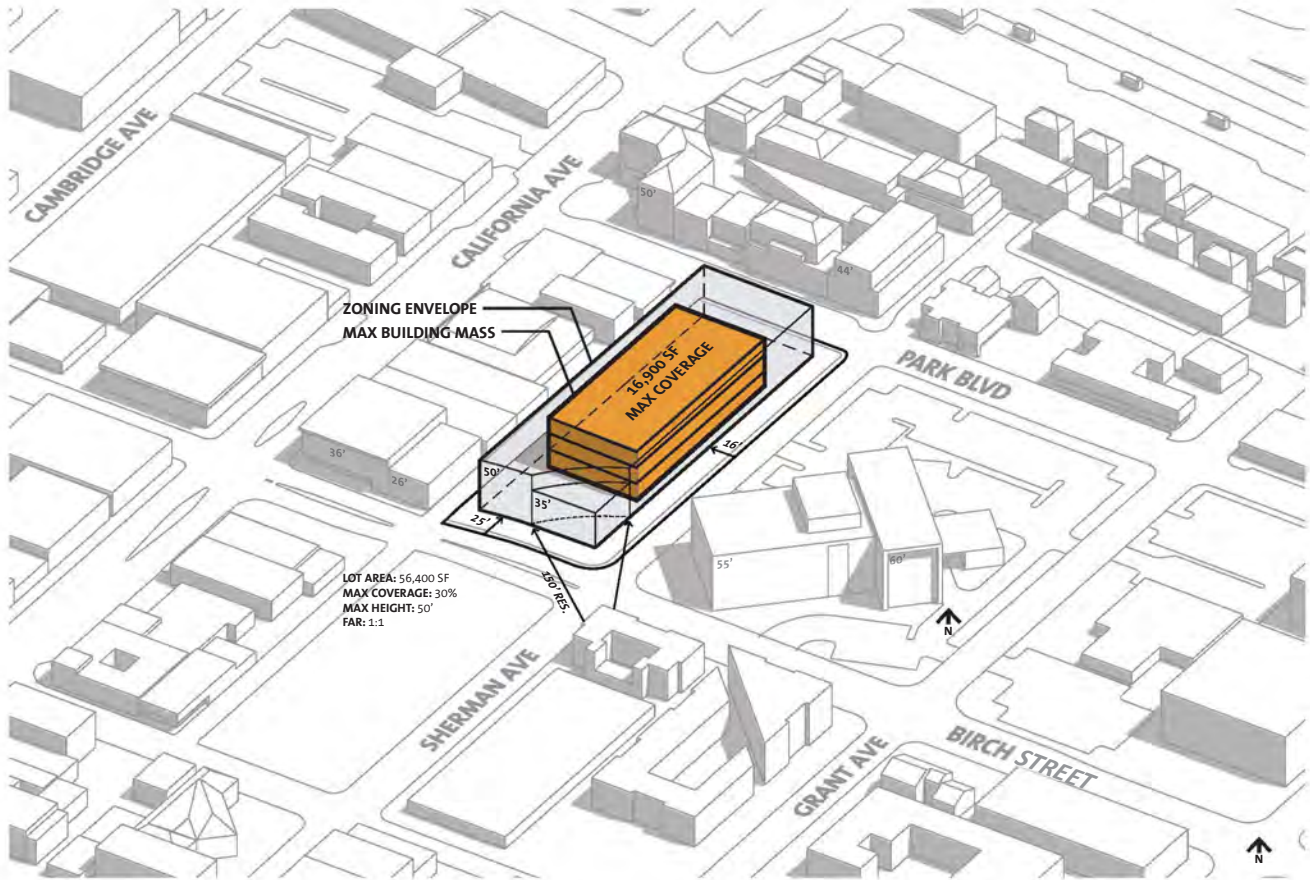 CAMBRIDGE AVE
CALIFORNIA AVE
50'
44'
ZONING ENVELOPE
MAX BUILDING MASS
16,900 SF
MAX COVERAGE
PARK BLVD
36'
26'
50'
35'
16'
25'
55'
60'
150' RES.
LOT AREA: 56,400 SF
MAX COVERAGE: 30%
MAX HEIGHT: 50'
FAR: 1:1
N
SHERMAN AVE
GRANT AVE
BIRCH STREET
N